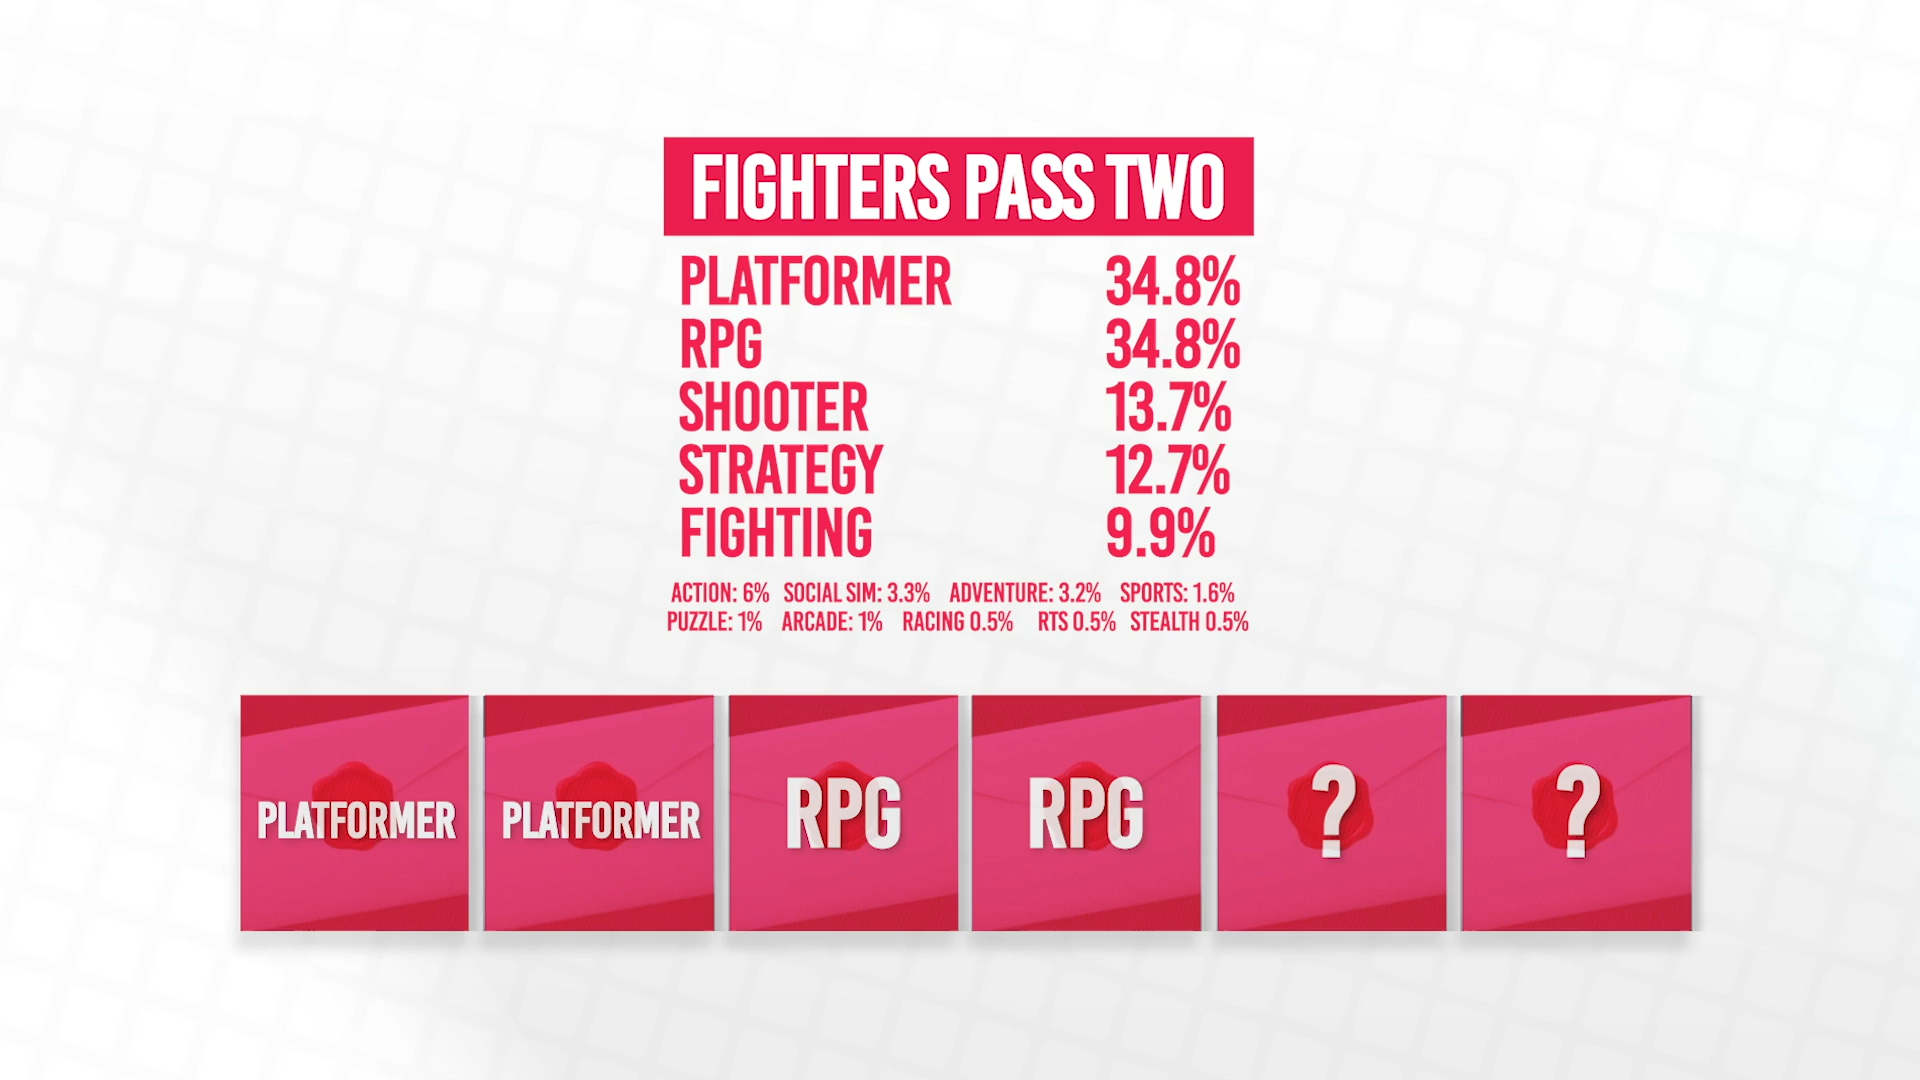 FIGHTERS PASS TWO
PLATFORMER 34.8%
RPG 34.8%
SHOOTER 13.7%
STRATEGY 12.7%
FIGHTING 9.9%
ACTION: 6% SOCIAL SIM: 3.3% ADVENTURE: 3.2% SPORTS: 1.6%
PUZZLE: 1% ARCADE: 1% RACING 0.5% RTS 0.5% STEALTH 0.5%
PLATFORMER PLATFORMER RPG RPG ? ?